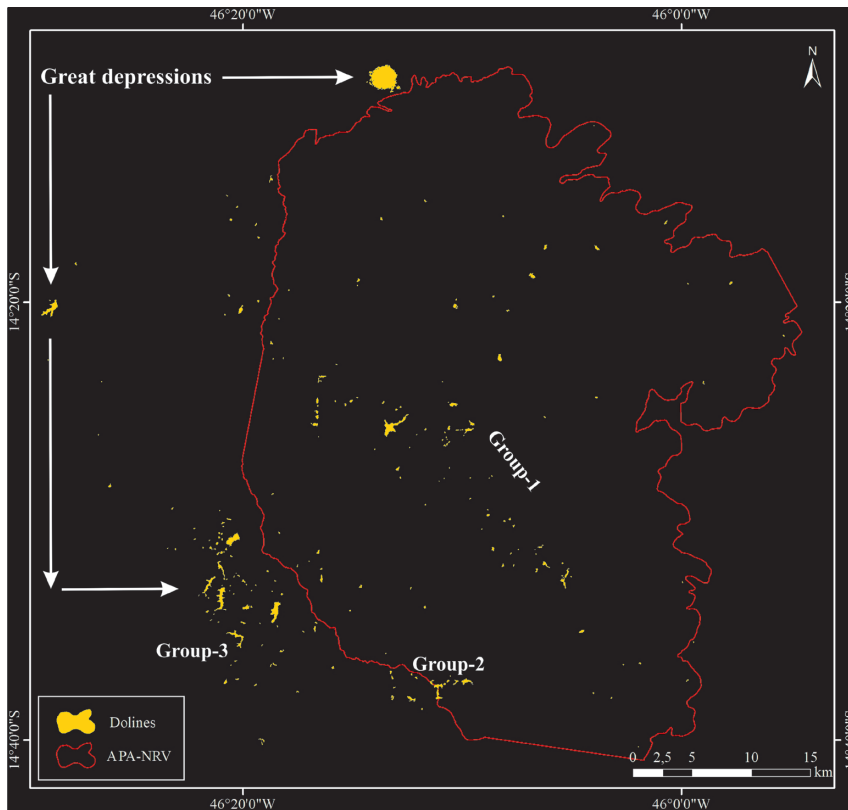 46°20'0"W
46°0'0"W
Great depressions
N
14°20'0"S
14°20'0"S
Group-1
Group-3
Group-2
Dolines
APA-NRV
14°40'0"S
14°40'0"S
0 2,5 5 10 15
km
46°20'0"W
46°0'0"W